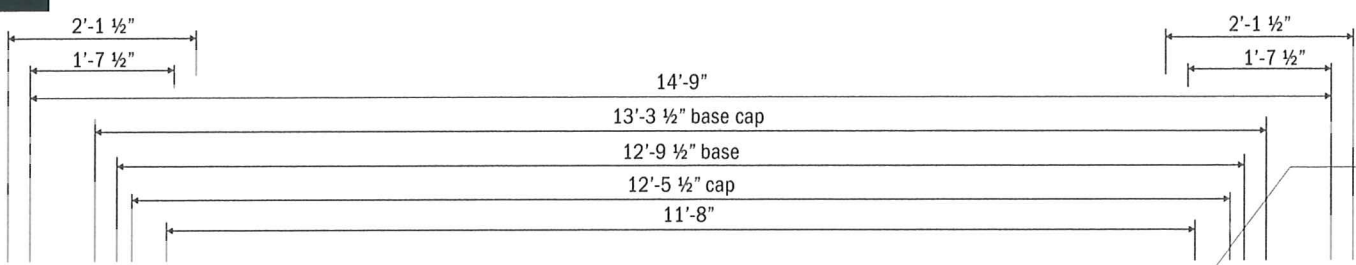 2’-1 ½” 2’-1 ½”
1’-7 ½” 1’-7 ½”
14’-9”
13’-3 ½” base cap
12’-9 ½” base
12’-5 ½” cap
11’-8”